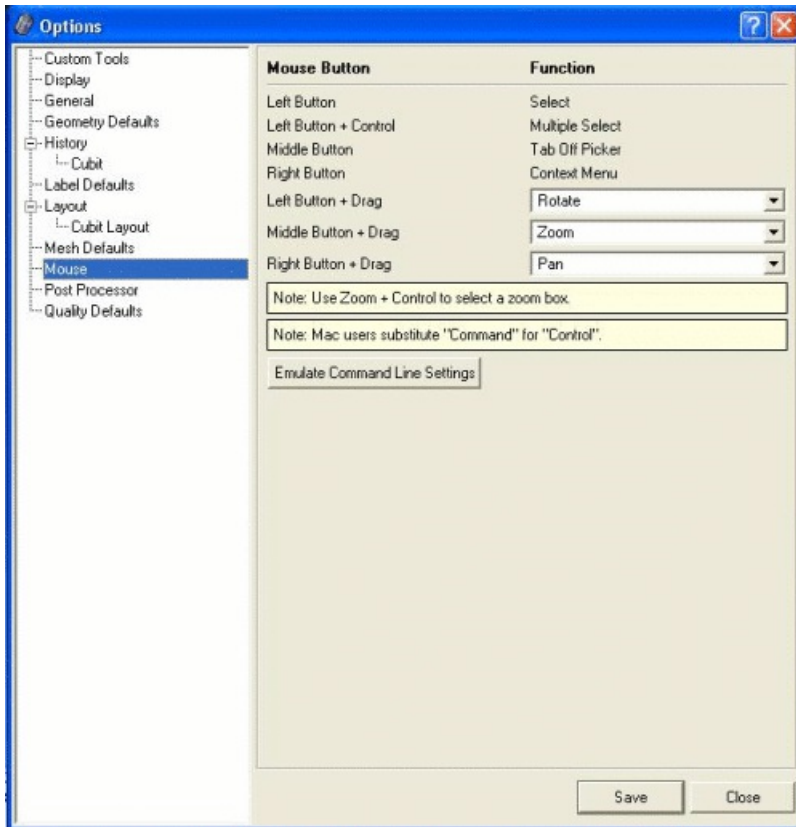 Options
Custom Tools
Display
General
Geometry Defaults
History
Cubit
Label Defaults
Layout
Cubit Layout
Mesh Defaults
Mouse
Post Processor
Quality Defaults
Mouse Button Function
Left Button Select
Left Button + Control Multiple Select
Middle Button Tab Off Picker
Right Button Context Menu
Left Button + Drag Rotate
Middle Button + Drag Zoom
Right Button + Drag Pan
Note: Use Zoom + Control to select a zoom box.
Note: Mac users substitute "Command" for "Control".
Emulate Command Line Settings
Save Close